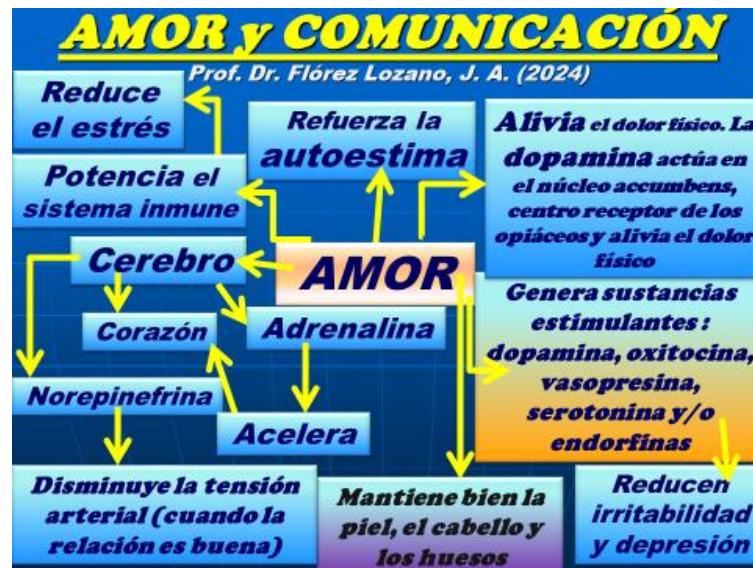 AMOR y COMUNICACIÓN
Prof. Dr. Flórez Lozano, J. A. (2024)
Reduce
el estrés
Refuerza la
autoestima
Alivia el dolor físico. La
dopamina actúa en
el núcleo accumbens,
centro receptor de los
opiáceos y alivia el dolor
físico
Potencia el
sistema inmune
Cerebro
AMOR
Genera sustancias
estimulantes :
dopamina, oxitocina,
vasopresina,
serotonina y/o
endorfinas
Corazón
Adrenalina
Norepinefrina
Acelera
Disminuye la tensión
arterial (cuando la
relación es buena)
Mantiene bien la
piel, el cabello y
los huesos
Reducen
irritabilidad
y depresión